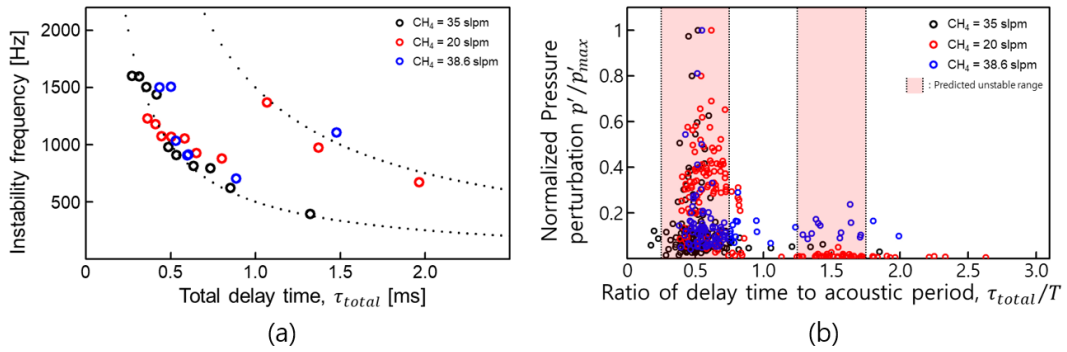 2000
1500
1000
500
0
0.5
1.0
1.5
2.0
Instability frequency [Hz]
Total delay time, τ_total [ms]
CH₄ = 35 slpm
CH₄ = 20 slpm
CH₄ = 38.6 slpm
(a)
1
0.8
0.6
0.4
0.2
0
0.5
1.0
1.5
2.0
2.5
3.0
Normalized Pressure
perturbation p′/p′max
Ratio of delay time to acoustic period, τ_total/T
CH₄ = 35 slpm
CH₄ = 20 slpm
CH₄ = 38.6 slpm
: Predicted unstable range
(b)